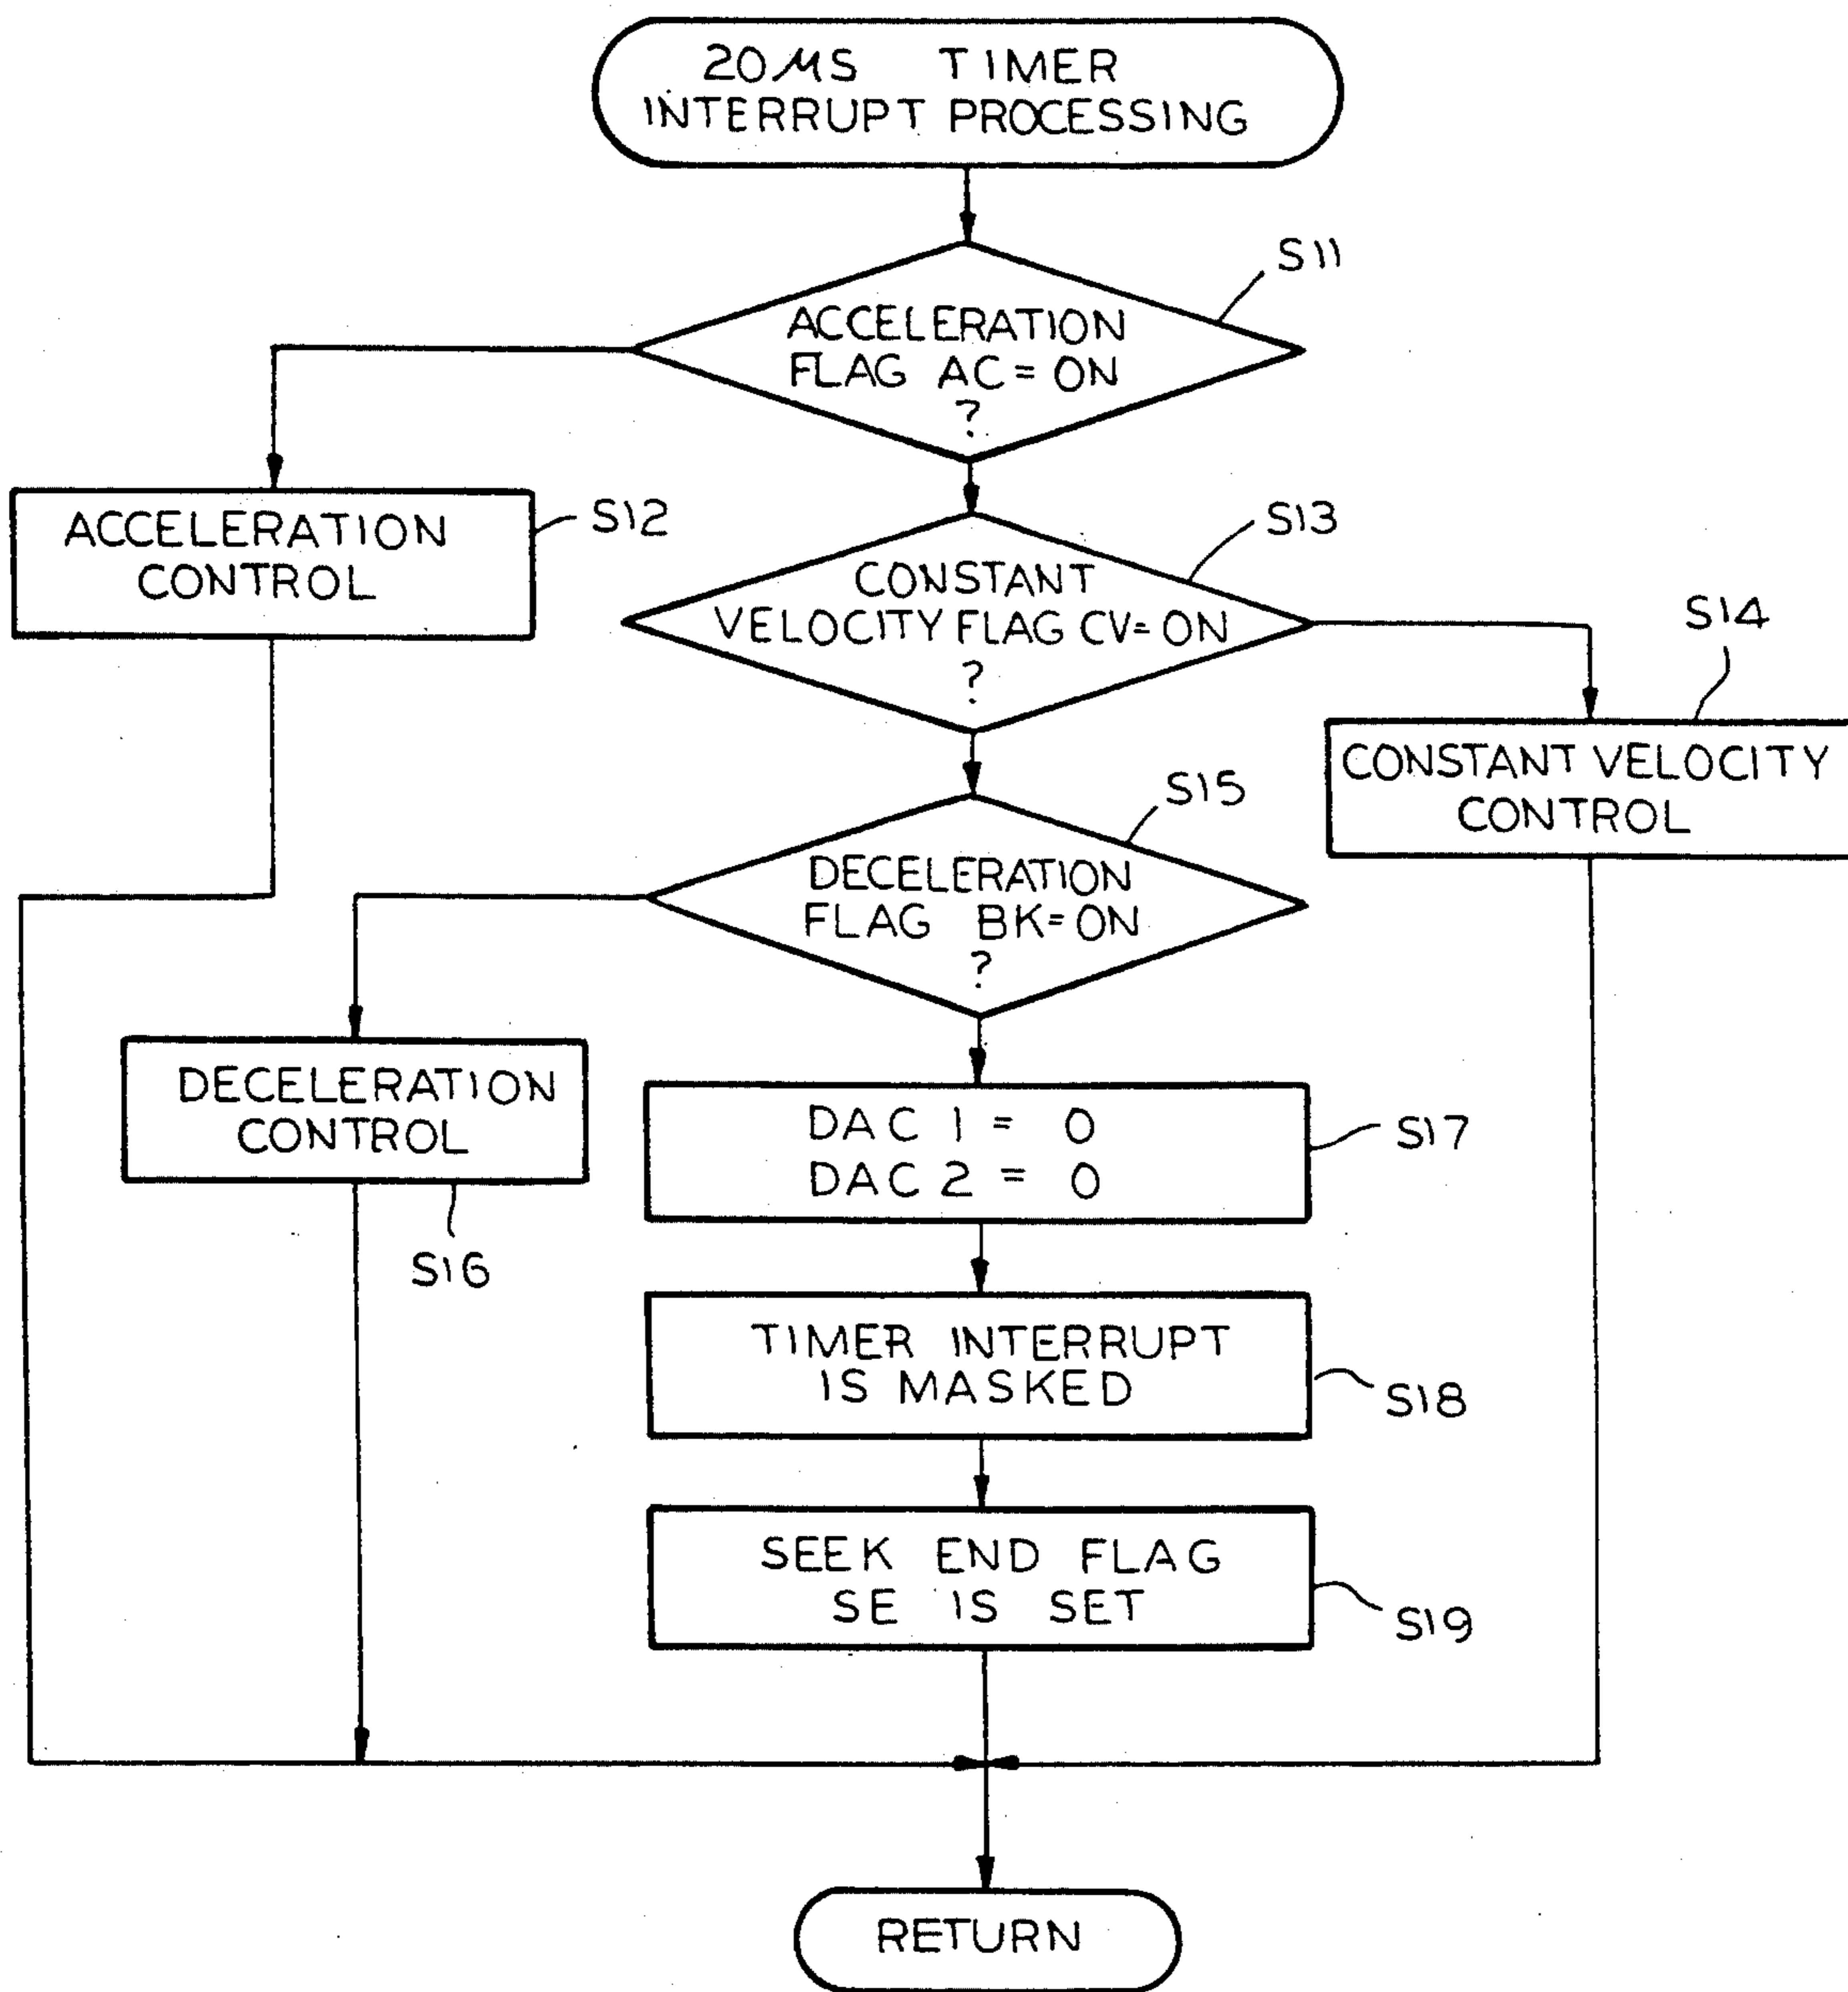 20μS TIMER
INTERRUPT PROCESSING
S11
ACCELERATION
FLAG AC = ON
?
ACCELERATION
CONTROL
S12
S13
CONSTANT
VELOCITY FLAG CV = ON
?
S14
CONSTANT VELOCITY
CONTROL
S15
DECELERATION
FLAG BK = ON
?
DECELERATION
CONTROL
S16
DAC 1 = 0
DAC 2 = 0
S17
TIMER INTERRUPT
IS MASKED
S18
SEEK END FLAG
SE IS SET
S19
RETURN